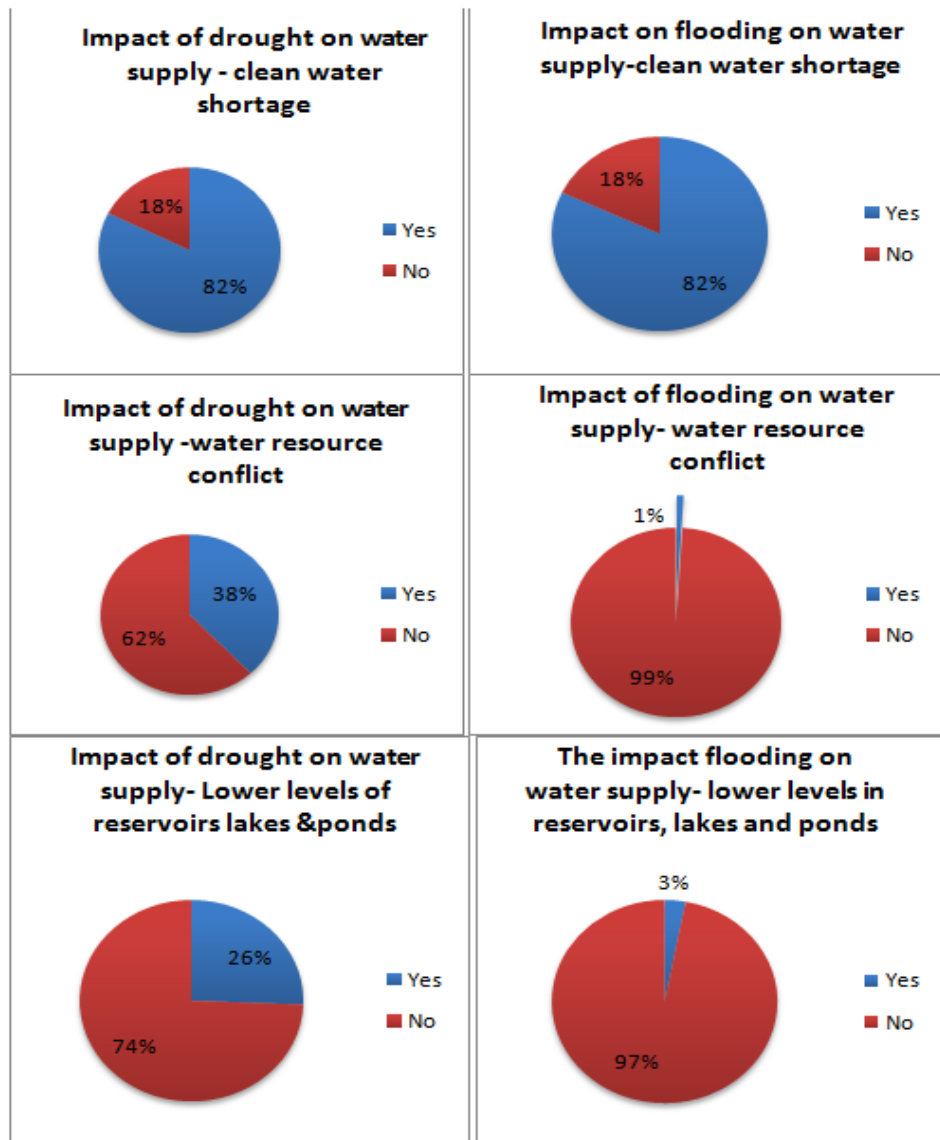 Impact of drought on water
supply - clean water
shortage
18%
82%
Yes
No
Impact on flooding on water
supply-clean water shortage
18%
82%
Yes
No
Impact of drought on water
supply -water resource
conflict
38%
62%
Yes
No
Impact of flooding on water
supply- water resource
conflict
1%
99%
Yes
No
Impact of drought on water
supply- Lower levels of
reservoirs lakes &ponds
26%
74%
Yes
No
The impact flooding on
water supply- lower levels in
reservoirs, lakes and ponds
3%
97%
Yes
No